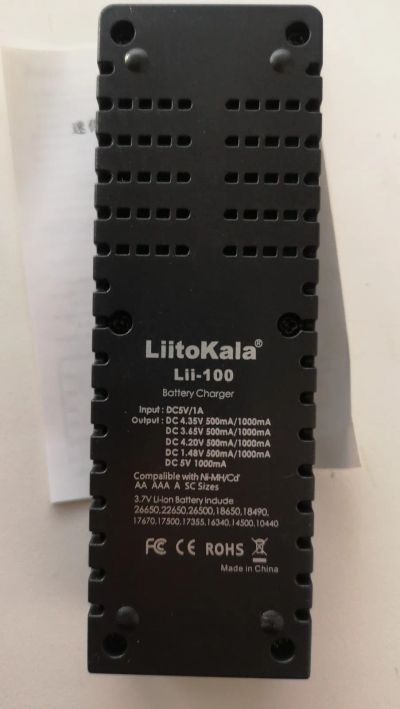 LiitoKala®
Lii-100
Battery Charger
Input : DC5V/1A
Output : DC 4.35V 500mA/1000mA
DC 3.65V 500mA/1000mA
DC 4.20V 500mA/1000mA
DC 1.48V 500mA/1000mA
DC 5V 1000mA
Compatible with Ni-MH/Cd
AA AAA A SC Sizes
3.7V Li-Ion Battery include
26650,22650,26500,18650,18490,
17670,17500,17355,16340,14500,10440
FC CE ROHS
Made in China